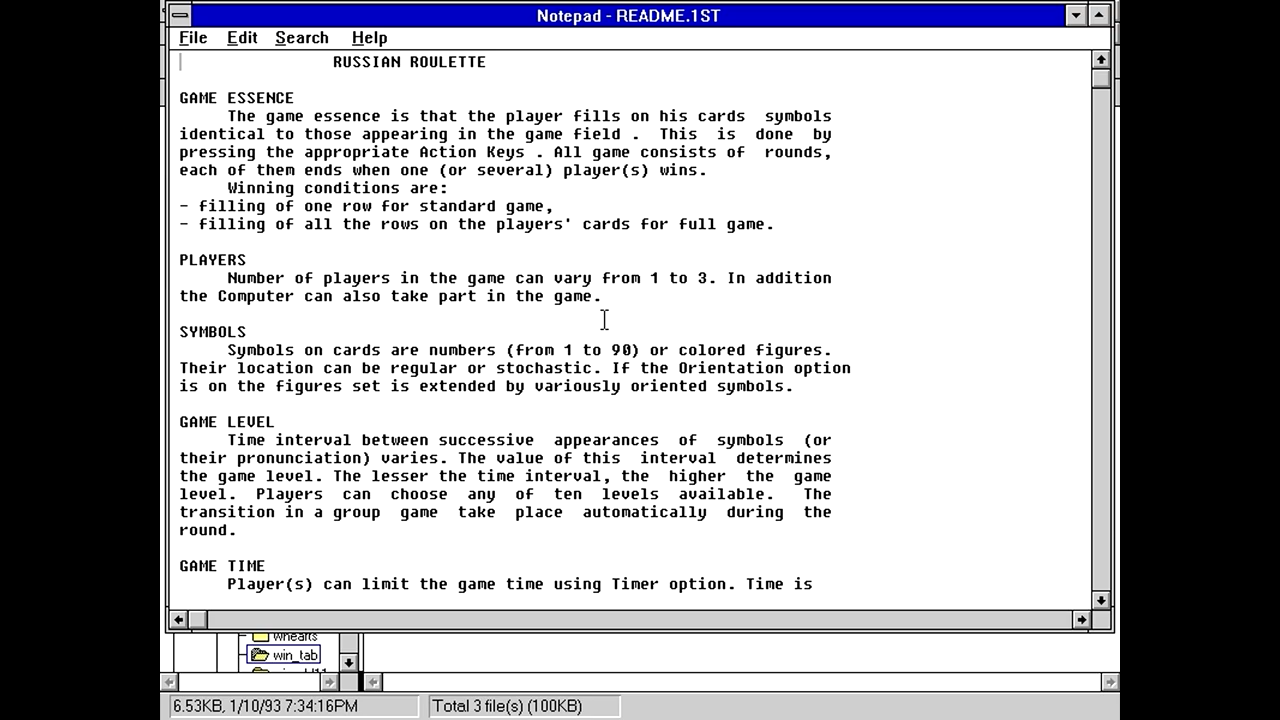 Notepad - README.1ST
File Edit Search Help
RUSSIAN ROULETTE
GAME ESSENCE
The game essence is that the player fills on his cards  symbols
identical to those appearing in the game field .  This  is  done  by
pressing the appropriate Action Keys . All game consists of  rounds,
each of them ends when one (or several) player(s) wins.
Winning conditions are:
- filling of one row for standard game,
- filling of all the rows on the players' cards for full game.
PLAYERS
Number of players in the game can vary from 1 to 3. In addition
the Computer can also take part in the game.
SYMBOLS
Symbols on cards are numbers (from 1 to 90) or colored figures.
Their location can be regular or stochastic. If the Orientation option
is on the figures set is extended by variously oriented symbols.
GAME LEVEL
Time interval between successive  appearances  of  symbols  (or
their pronunciation) varies. The value of this  interval  determines
the game level. The lesser the time interval, the  higher  the  game
level.  Players  can  choose  any  of  ten  levels  available.   The
transition in a group  game  take  place  automatically  during  the
round.
GAME TIME
Player(s) can limit the game time using Timer option. Time is
whearts
win_tab
6.53KB, 1/10/93 7:34:16PM
Total 3 file(s) (100KB)